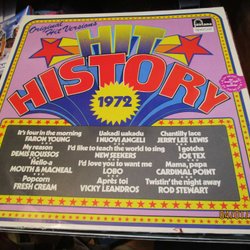 Original Hit Versions
fontana
HIT
HISTORY
1972
It's four in the morning
FARON YOUNG
My reason
DEMIS ROUSSOS
Hello-a
MOUTH & MACNEAL
Popcorn
FRESH CREAM
Uakadi uakadu
I NUOVI ANGELI
I'd like to teach the world to sing
NEW SEEKERS
I'd love you to want me
LOBO
Après toi
VICKY LEANDROS
Chantilly lace
JERRY LEE LEWIS
I gotcha
JOE TEX
Mama, papa
CARDINAL POINT
Twistin' the night away
ROD STEWART